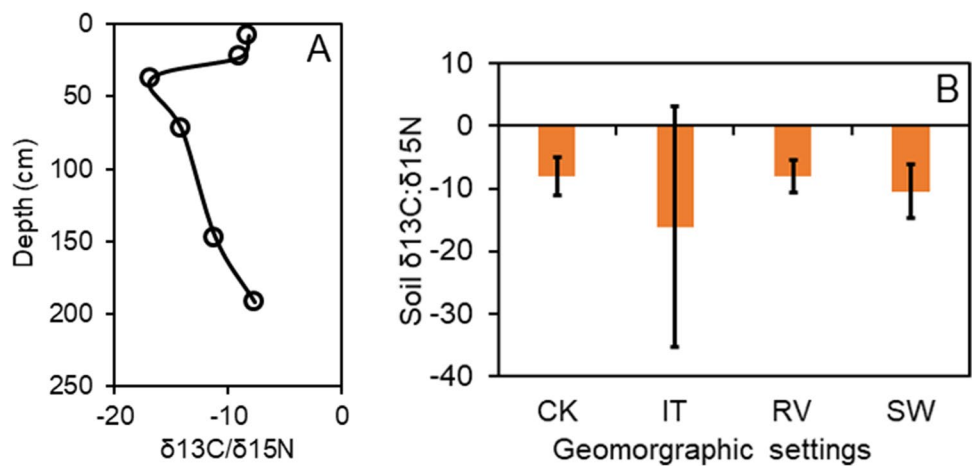 A
0
50
100
150
200
250
Depth (cm)
-20
-10
0
δ13C/δ15N
B
10
0
-10
-20
-30
-40
Soil δ13C:δ15N
CK
IT
RV
SW
Geomorgraphic settings